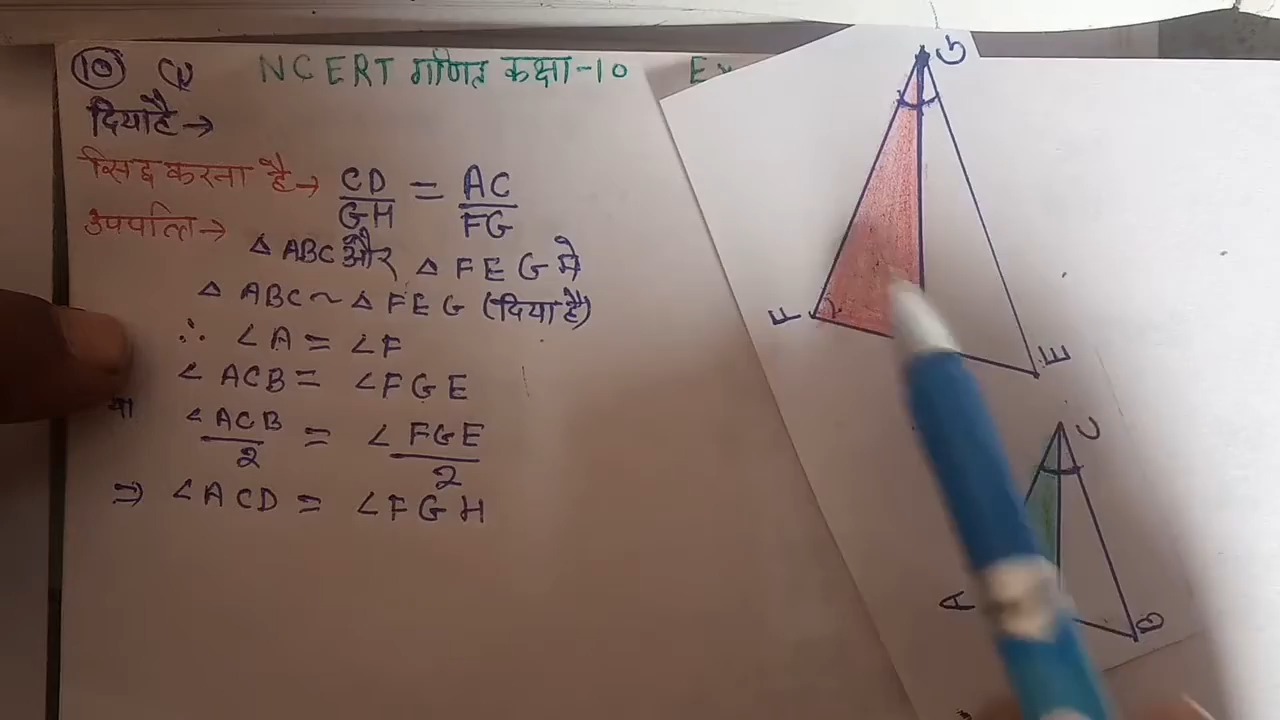 10 (i) NCERT गणित कक्षा-10 Ex
दिया है →
सिद्ध करना है → CD/GH = AC/FG
उपपत्ति →
△ ABC और △ FEG मे
△ ABC ~ △ FEG (दिया है)
∴ ∠A = ∠F
∠ACB = ∠FGE
या ∠ACB/2 = ∠FGE/2
⇒ ∠ACD = ∠FGH
G
F
E
C
A
B